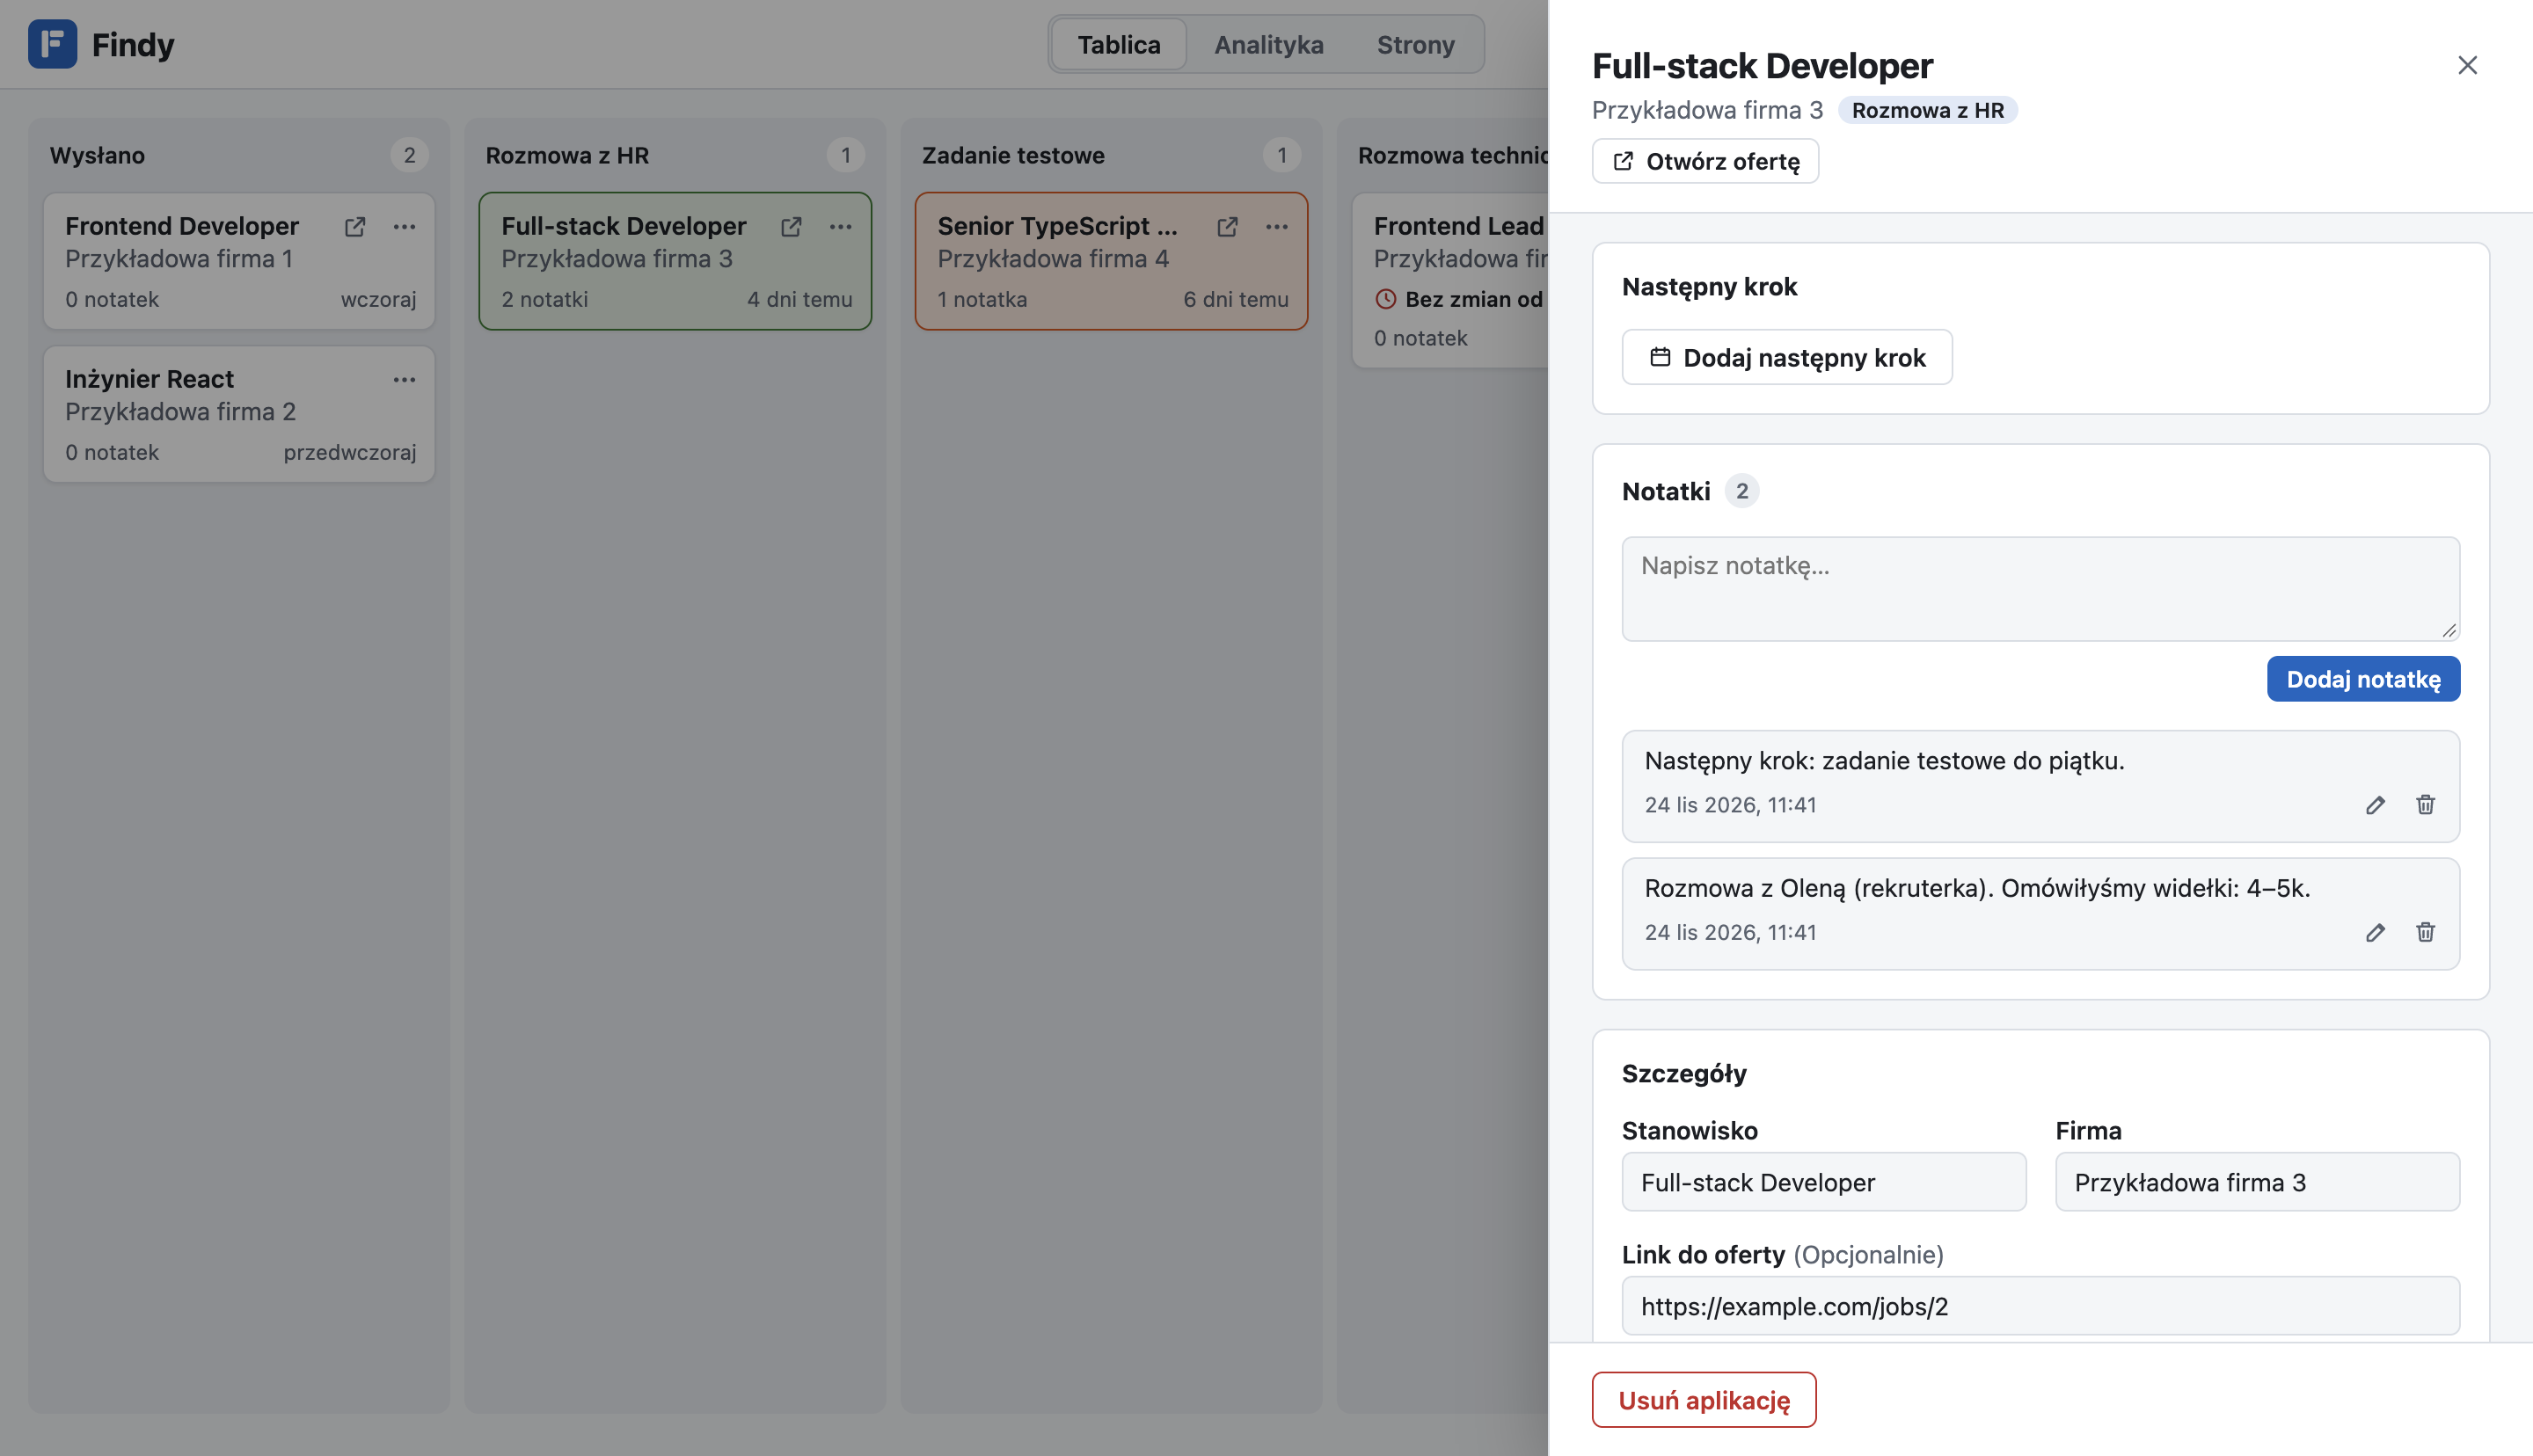 Findy
Tablica
Analityka
Strony
Wysłano
2
Frontend Developer
Przykładowa firma 1
0 notatek
wczoraj
Inżynier React
Przykładowa firma 2
0 notatek
przedwczoraj
Rozmowa z HR
1
Full-stack Developer
Przykładowa firma 3
2 notatki
4 dni temu
Zadanie testowe
1
Senior TypeScript ...
Przykładowa firma 4
1 notatka
6 dni temu
Rozmowa technic
Frontend Lead
Przykładowa fir
Bez zmian od
0 notatek
Full-stack Developer
Przykładowa firma 3
Rozmowa z HR
Otwórz ofertę
Następny krok
Dodaj następny krok
Notatki 2
Napisz notatkę...
Dodaj notatkę
Następny krok: zadanie testowe do piątku.
24 lis 2026, 11:41
Rozmowa z Oleną (rekruterka). Omówiłyśmy widełki: 4–5k.
24 lis 2026, 11:41
Szczegóły
Stanowisko
Full-stack Developer
Firma
Przykładowa firma 3
Link do oferty (Opcjonalnie)
https://example.com/jobs/2
Usuń aplikację